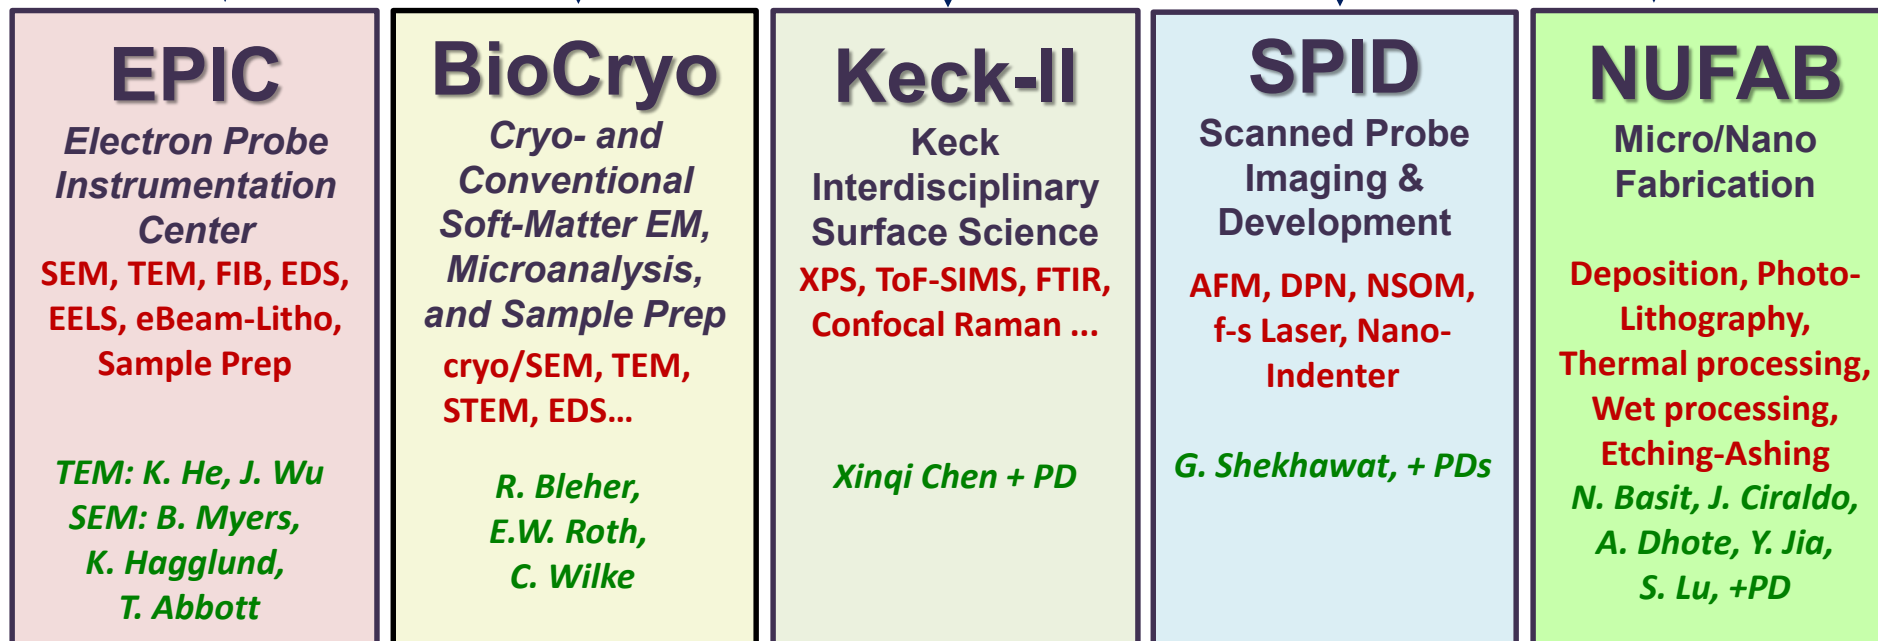 EPIC
Electron Probe
Instrumentation
Center
SEM, TEM, FIB, EDS,
EELS, eBeam-Litho,
Sample Prep
TEM: K. He, J. Wu
SEM: B. Myers,
K. Hagglund,
T. Abbott
BioCryo
Cryo- and
Conventional
Soft-Matter EM,
Microanalysis,
and Sample Prep
cryo/SEM, TEM,
STEM, EDS…
R. Bleher,
E.W. Roth,
C. Wilke
Keck-II
Keck
Interdisciplinary
Surface Science
XPS, ToF-SIMS, FTIR,
Confocal Raman ...
Xinqi Chen + PD
SPID
Scanned Probe
Imaging &
Development
AFM, DPN, NSOM,
f-s Laser, Nano-
Indenter
G. Shekhawat, + PDs
NUFAB
Micro/Nano
Fabrication
Deposition, Photo-
Lithography,
Thermal processing,
Wet processing,
Etching-Ashing
N. Basit, J. Ciraldo,
A. Dhote, Y. Jia,
S. Lu, +PD